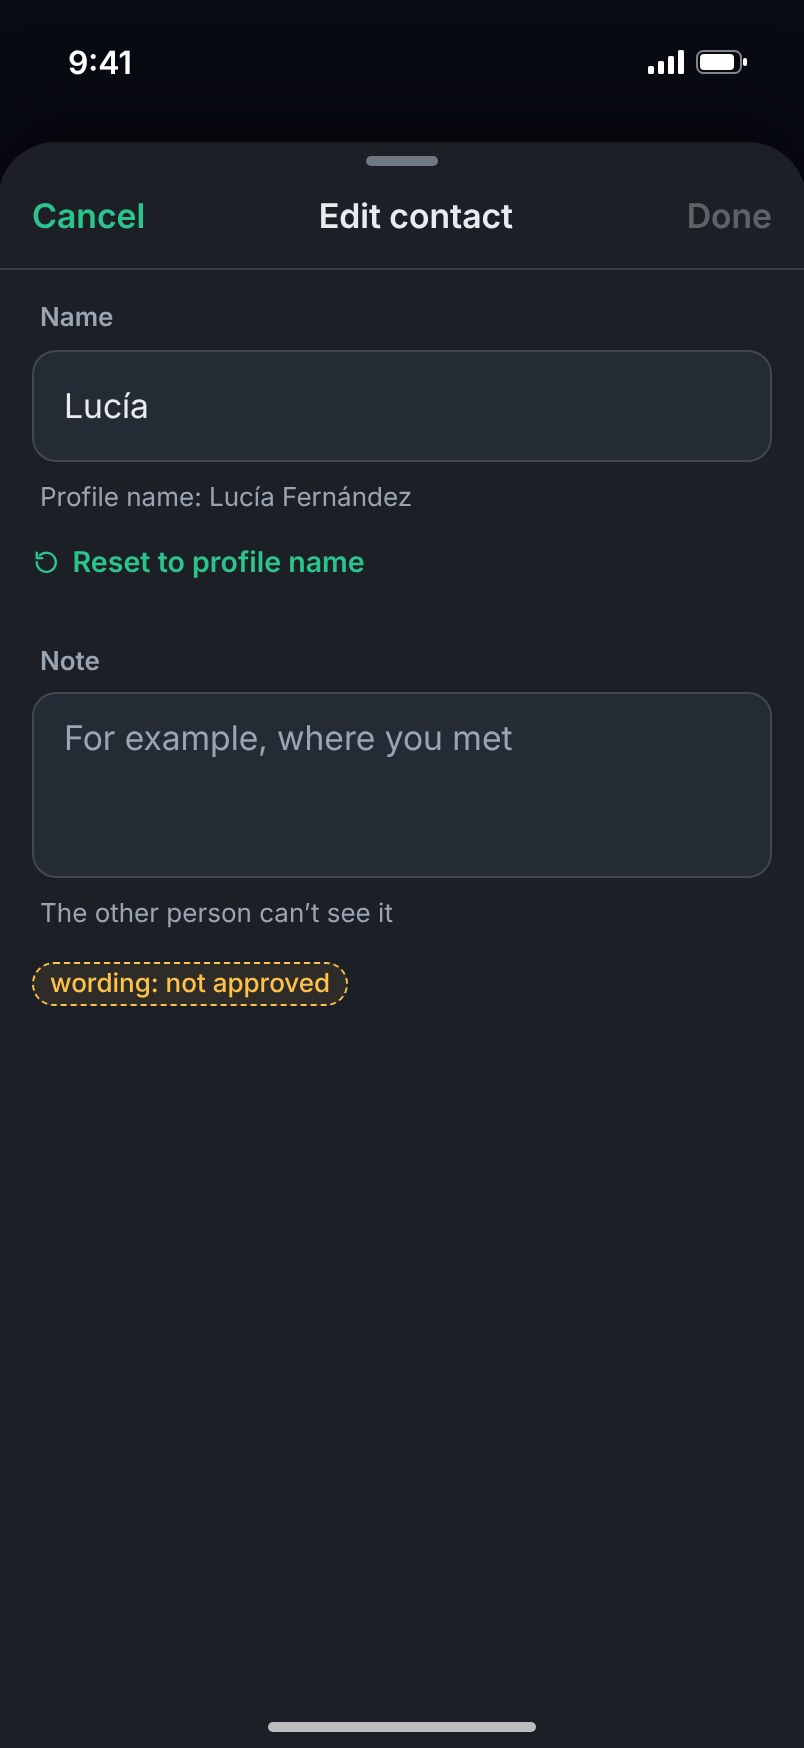 9:41
Cancel Edit contact Done
Name
Lucía
Profile name: Lucía Fernández
Reset to profile name
Note
For example, where you met
The other person can’t see it
wording: not approved